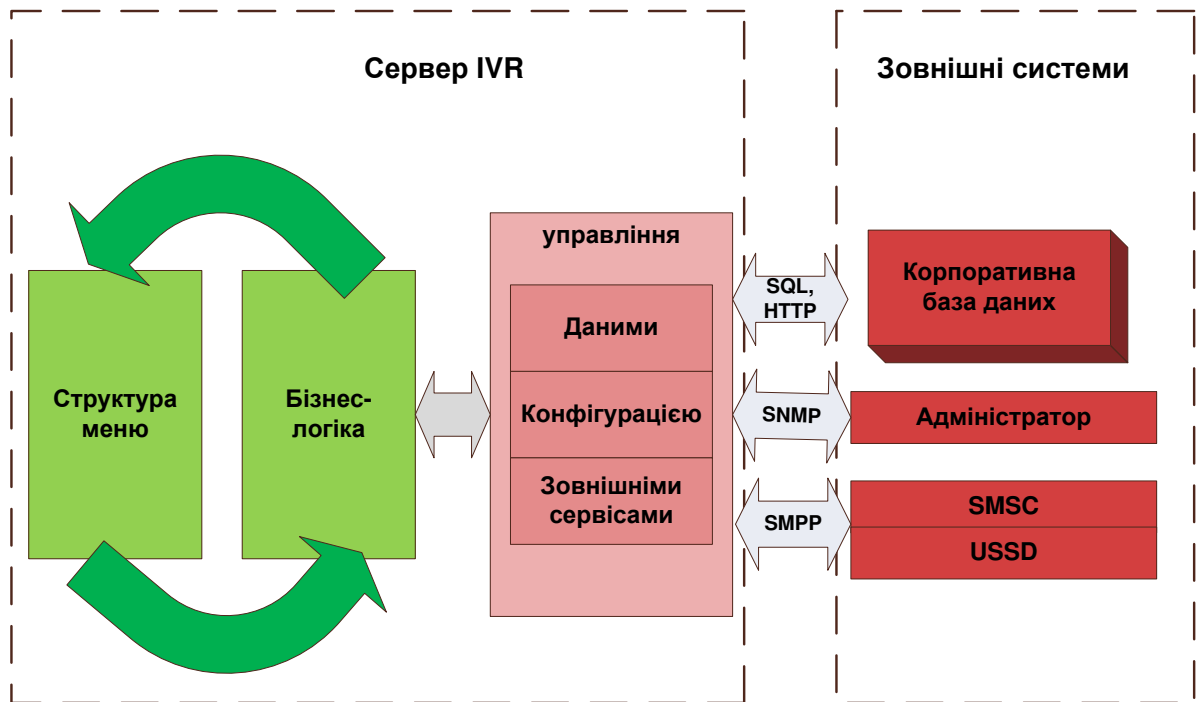 Сервер IVR
Зовнішні системи
Структура
меню
Бізнес-
логіка
управління
Даними
Конфігурацією
Зовнішніми
сервісами
SQL,
HTTP
SNMP
SMPP
Корпоративна
база даних
Адміністратор
SMSC
USSD